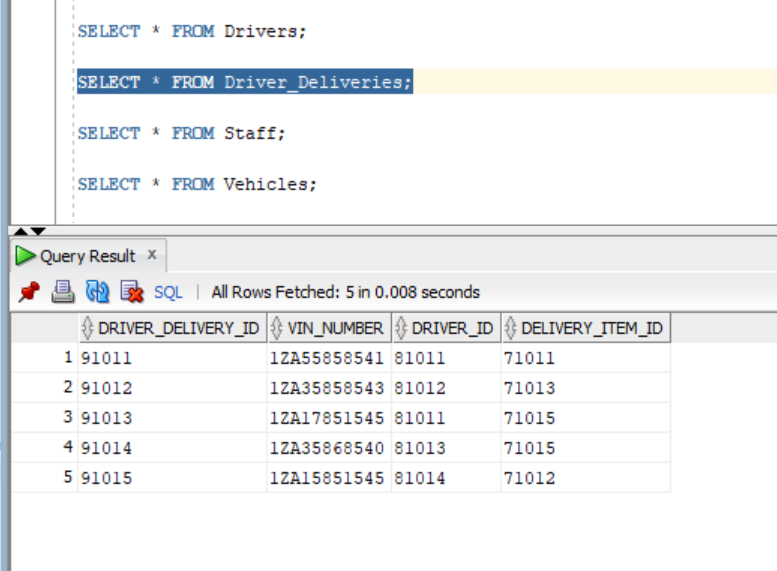 SELECT * FROM Drivers;
SELECT * FROM Driver_Deliveries;
SELECT * FROM Staff;
SELECT * FROM Vehicles;
Query Result x
SQL | All Rows Fetched: 5 in 0.008 seconds
DRIVER_DELIVERY_ID VIN_NUMBER DRIVER_ID DELIVERY_ITEM_ID
1 91011 1ZA55858541 81011 71011
2 91012 1ZA35858543 81012 71013
3 91013 1ZA17851545 81011 71015
4 91014 1ZA35868540 81013 71015
5 91015 1ZA15851545 81014 71012